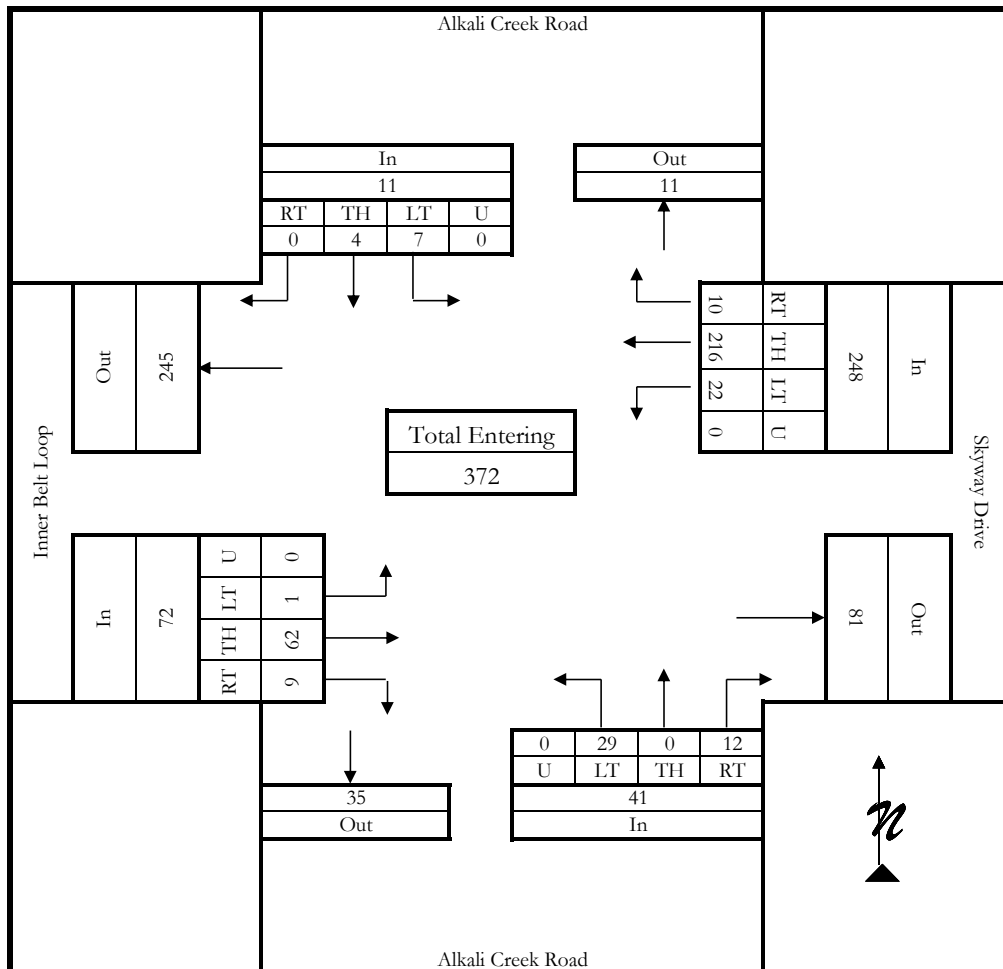 Alkali Creek Road
In
11
RT TH LT U
0 4 7 0
Out
11
Out 245
10 RT
216 TH
22 LT
0 U
248 In
Total Entering
372
Inner Belt Loop
Skyway Drive
In 72
U 0
LT 1
TH 62
RT 9
81 Out
0 29 0 12
U LT TH RT
41
In
35
Out
N
Alkali Creek Road